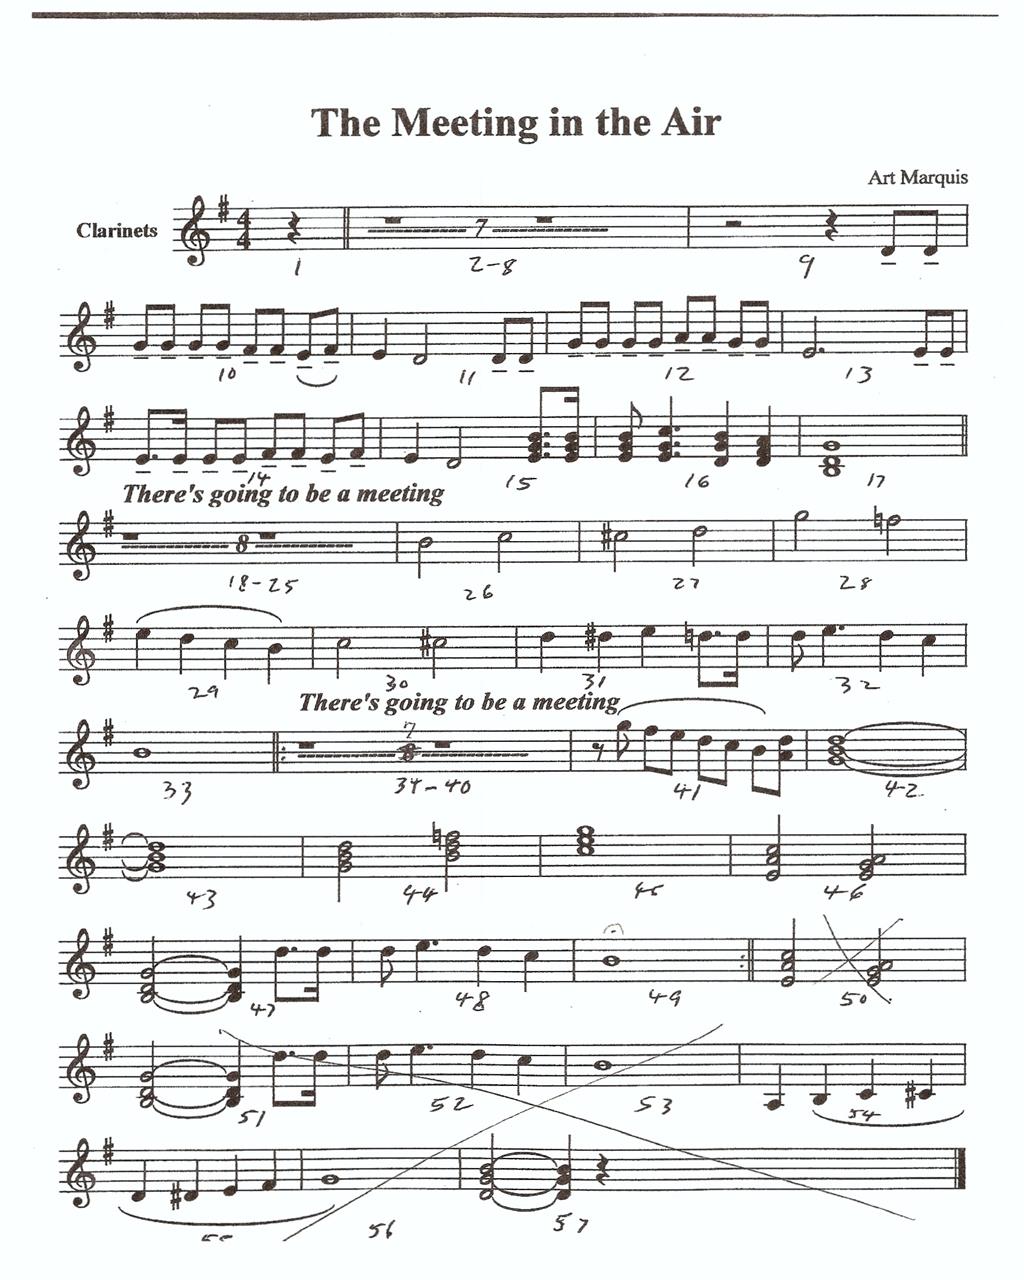 The Meeting in the Air
Art Marquis
Clarinets
7
1 2-8 9
10 11 12 13
14 15 16 17
There's going to be a meeting
8
18-25 26 27 28
29 30 31 32
There's going to be a meeting
7
33 34-40 41 42
43 44 45 46
47 48 49 50
51 52 53 54
55 56 57